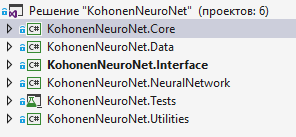 Решение "KohonenNeuroNet" (проектов: 6)
C# KohonenNeuroNet.Core
C# KohonenNeuroNet.Data
C# KohonenNeuroNet.Interface
C# KohonenNeuroNet.NeuralNetwork
KohonenNeuroNet.Tests
C# KohonenNeuroNet.Utilities